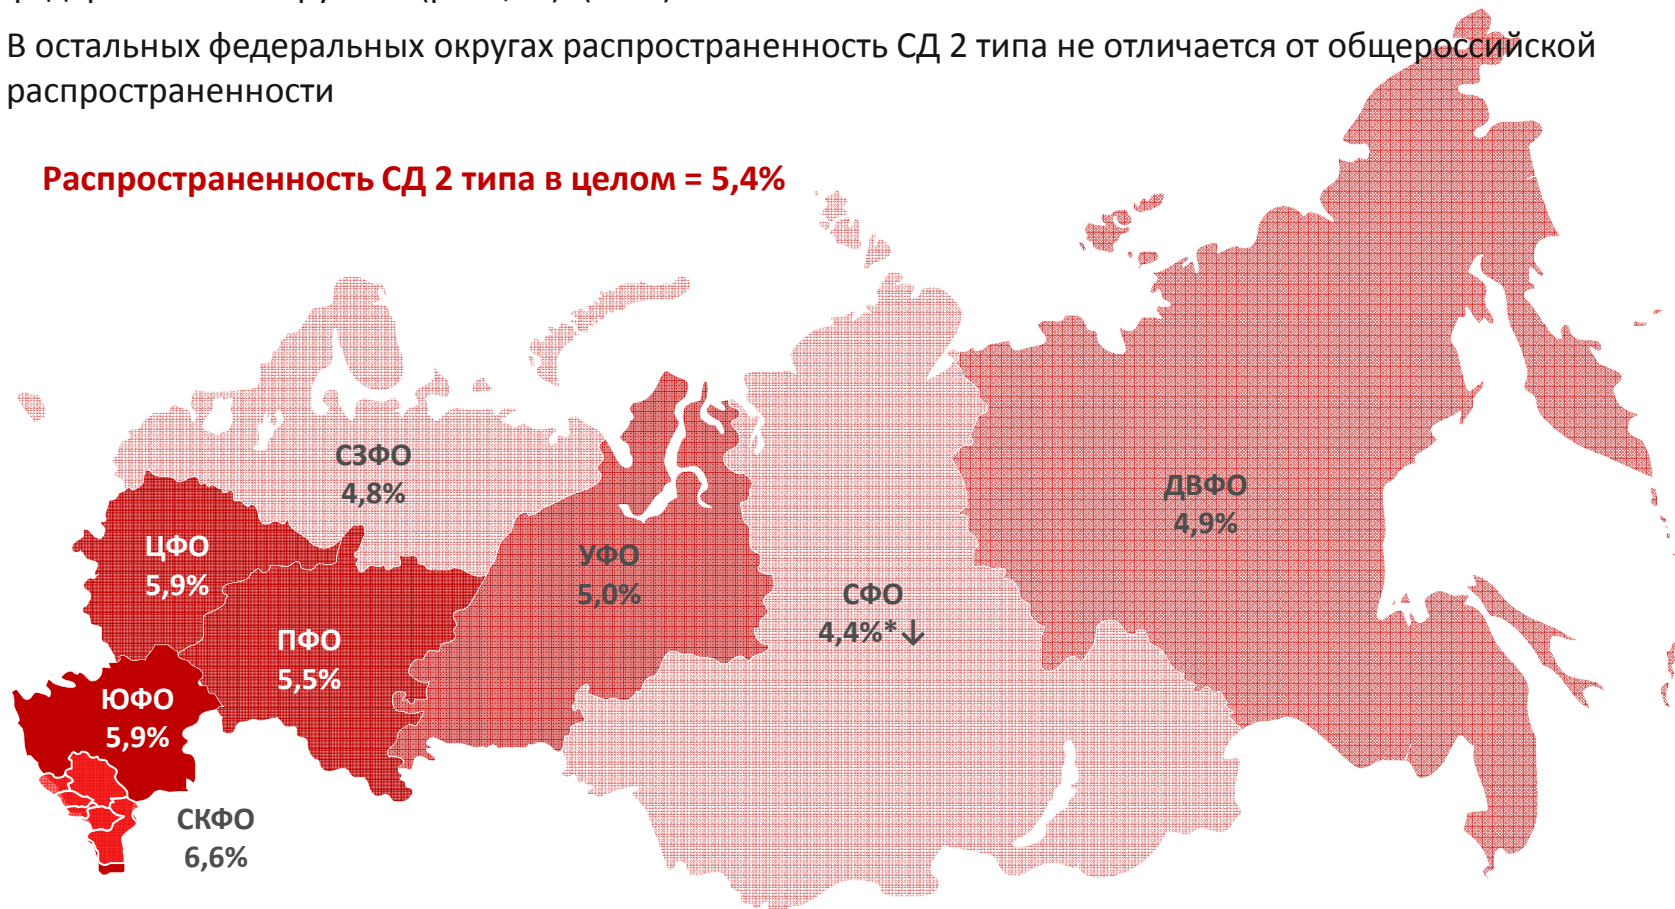 В остальных федеральных округах распространенность СД 2 типа не отличается от общероссийской
распространенности
Распространенность СД 2 типа в целом = 5,4%
СЗФО
4,8%
ДВФО
4,9%
ЦФО
5,9%
УФО
5,0%
СФО
4,4%*↓
ПФО
5,5%
ЮФО
5,9%
СКФО
6,6%